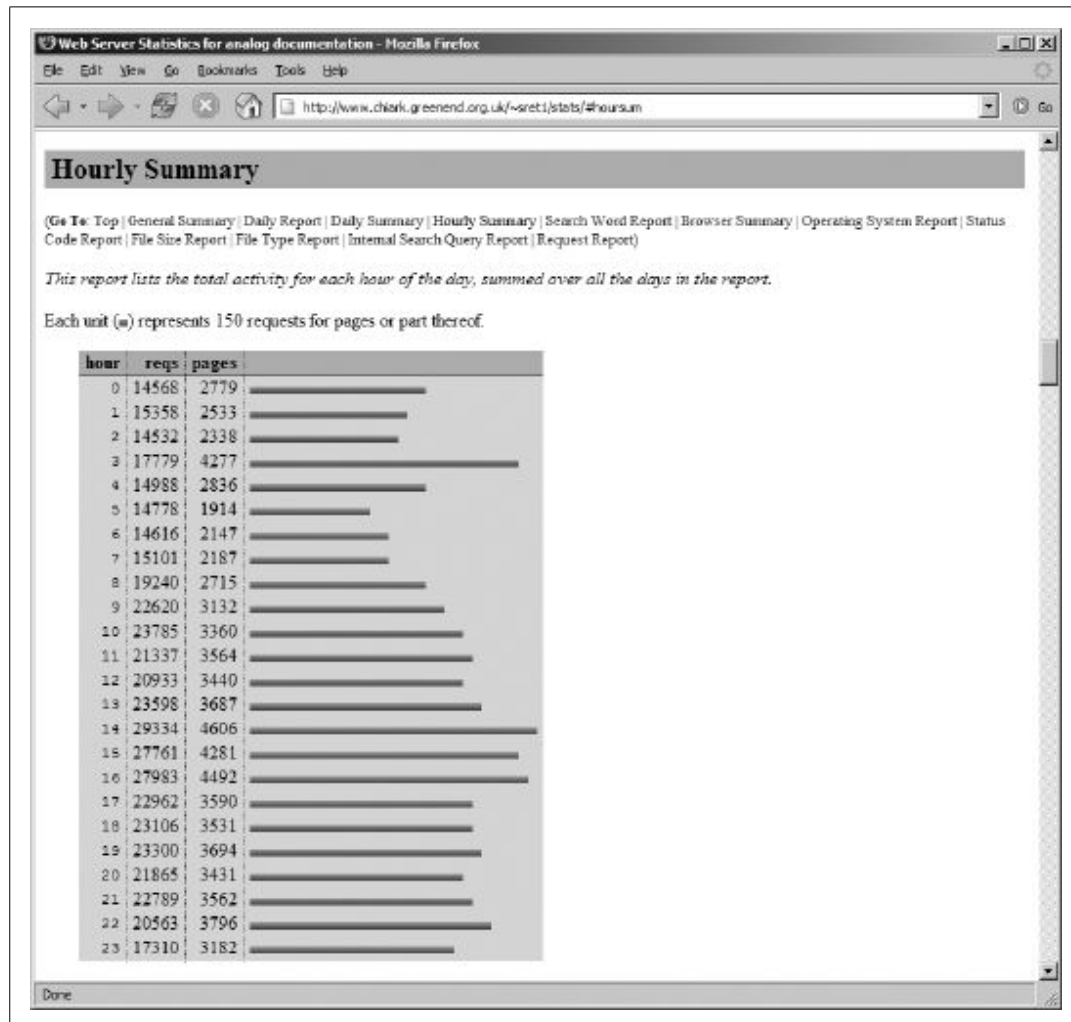 Web Server Statistics for analog documentation - Mozilla Firefox
File Edit View Go Bookmarks Tools Help
http://www.chiark.greenend.org.uk/~sret1/stats/#hoursum Go
Hourly Summary
(Go To: Top | General Summary | Daily Report | Daily Summary | Hourly Summary | Search Word Report | Browser Summary | Operating System Report | Status
Code Report | File Size Report | File Type Report | Internal Search Query Report | Request Report)
This report lists the total activity for each hour of the day, summed over all the days in the report.
Each unit ( ) represents 150 requests for pages or part thereof.
hour reqs pages
0 14568 2779
1 15358 2533
2 14532 2338
3 17779 4277
4 14988 2836
5 14778 1914
6 14616 2147
7 15101 2187
8 19240 2715
9 22620 3132
10 23785 3360
11 21337 3564
12 20933 3440
13 23598 3687
14 29334 4606
15 27761 4281
16 27983 4492
17 22962 3590
18 23106 3531
19 23300 3694
20 21865 3431
21 22789 3562
22 20563 3796
23 17310 3182
Done